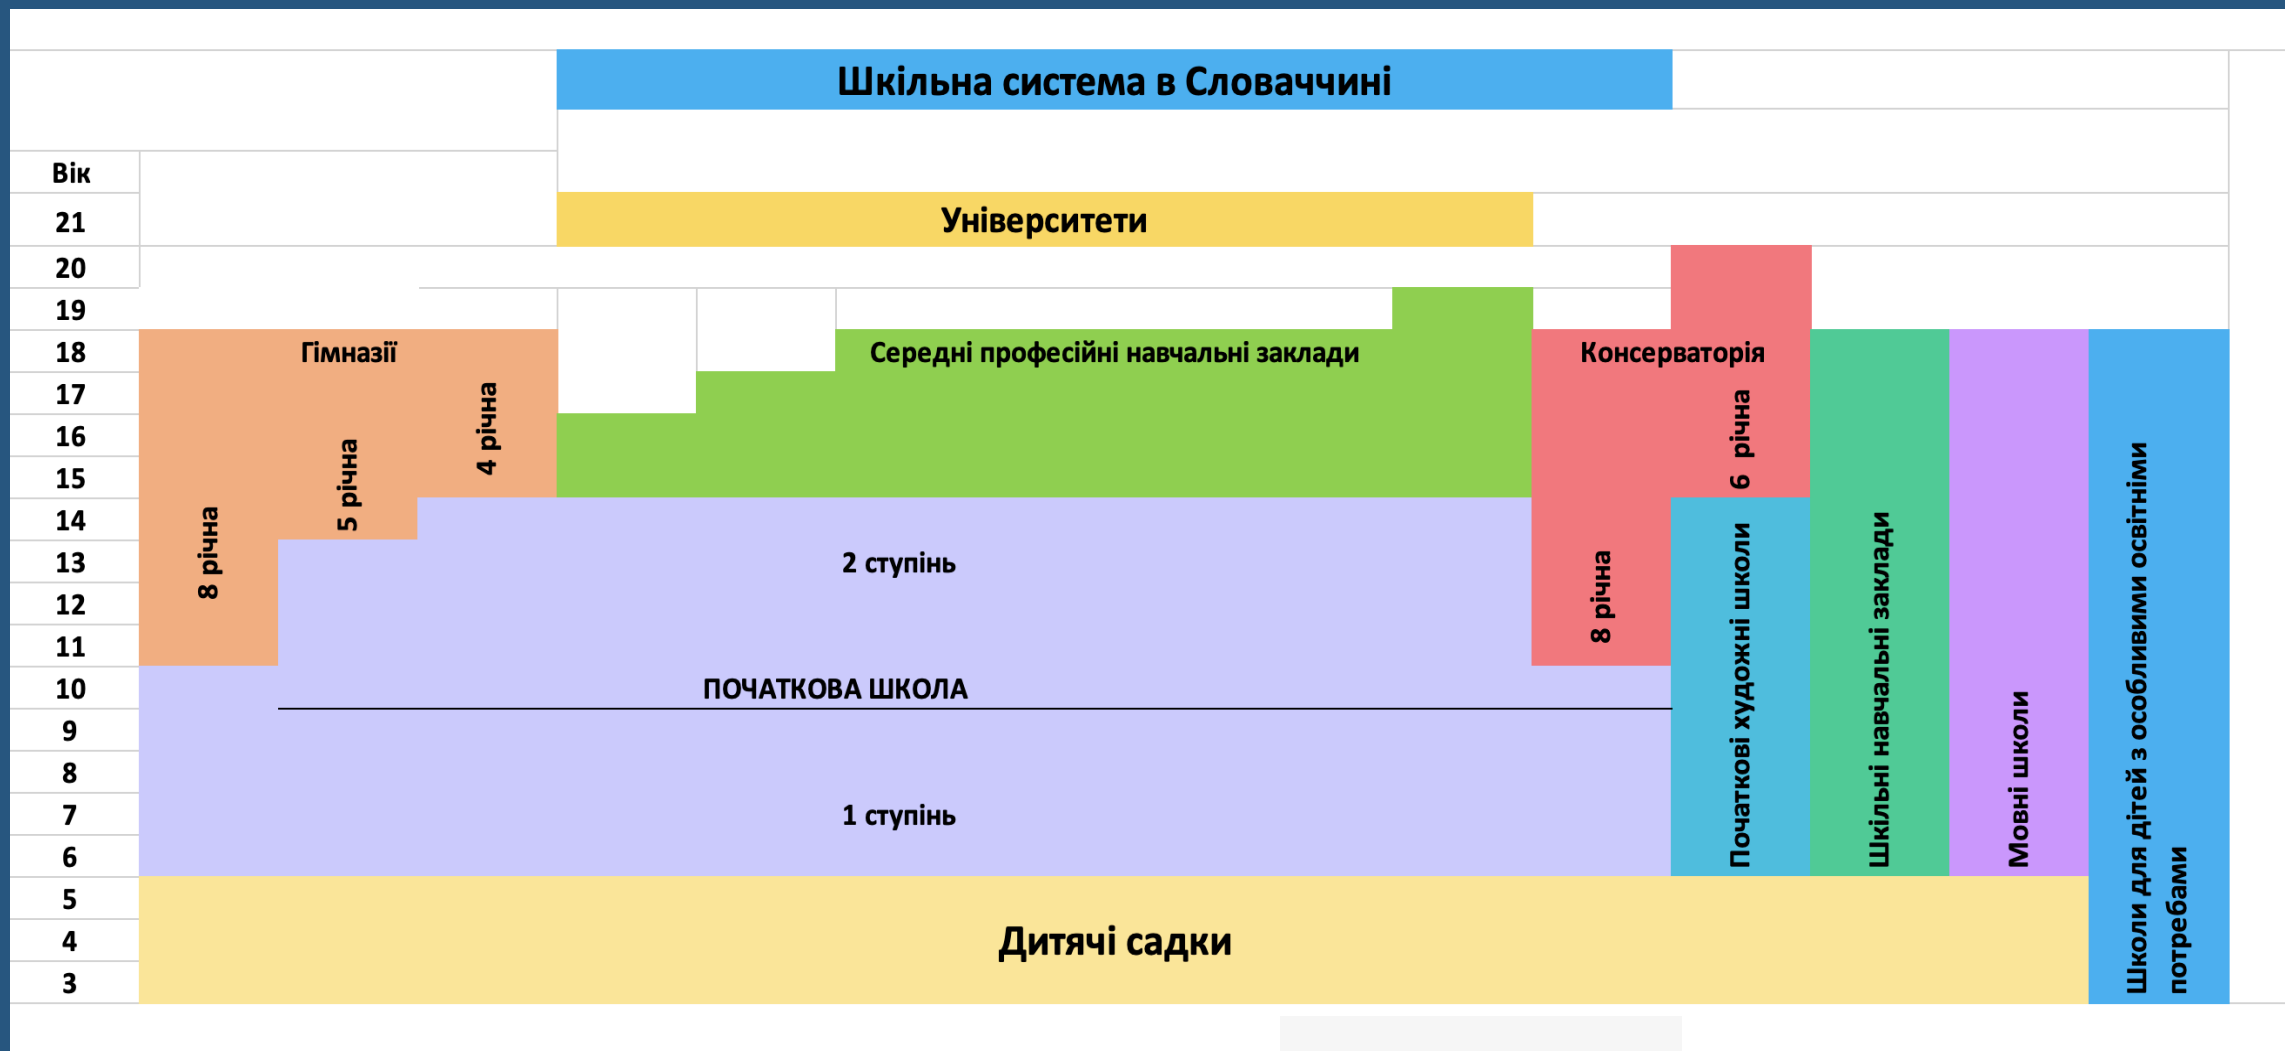 Шкільна система в Словаччині
Вік
21
Університети
20
19
18
Гімназії
Середні професійні навчальні заклади
Консерваторія
17
16
15
14
13
12
11
10
9
8
7
6
5
4
3
8 річна
5 річна
4 річна
6 річна
8 річна
2 ступінь
ПОЧАТКОВА ШКОЛА
1 ступінь
Початкові художні школи
Шкільні навчальні заклади
Мовні школи
Школи для дітей з особливими освітніми
потребами
Дитячі садки